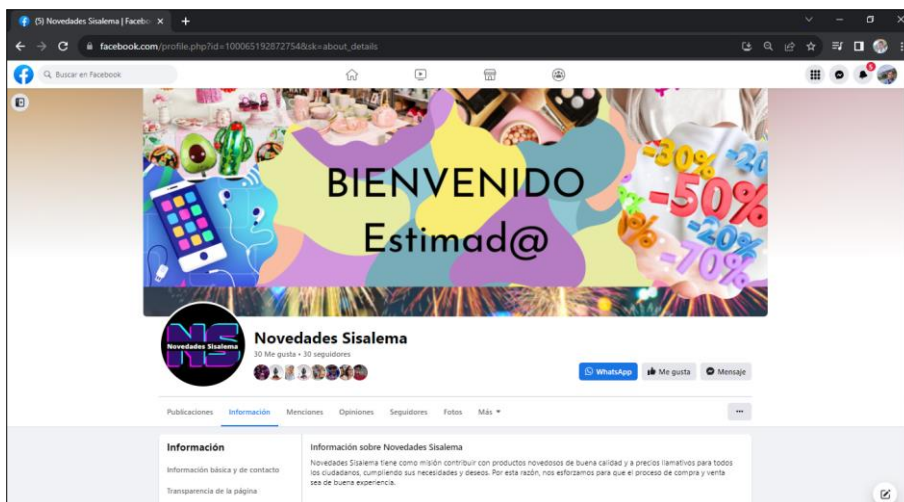 (5) Novedades Sisalema | Facebo
facebook.com/profile.php?id=100065192872754&sk=about_details
Buscar en Facebook
5
BIENVENIDO
Estimad@
-30%
-20
-50%
%
-20%
-70%
NS
Novedades Sisalema
Novedades Sisalema
30 Me gusta • 30 seguidores
WhatsApp
Me gusta
Mensaje
Publicaciones Información Menciones Opiniones Seguidores Fotos Más
Información
Información básica y de contacto
Transparencia de la página
Información sobre Novedades Sisalema
Novedades Sisalema tiene como misión contribuir con productos novedosos de buena calidad y a precios llamativos para todos
los ciudadanos, cumpliendo sus necesidades y deseos. Por esta razón, nos esforzamos para que el proceso de compra y venta
sea de buena experiencia.